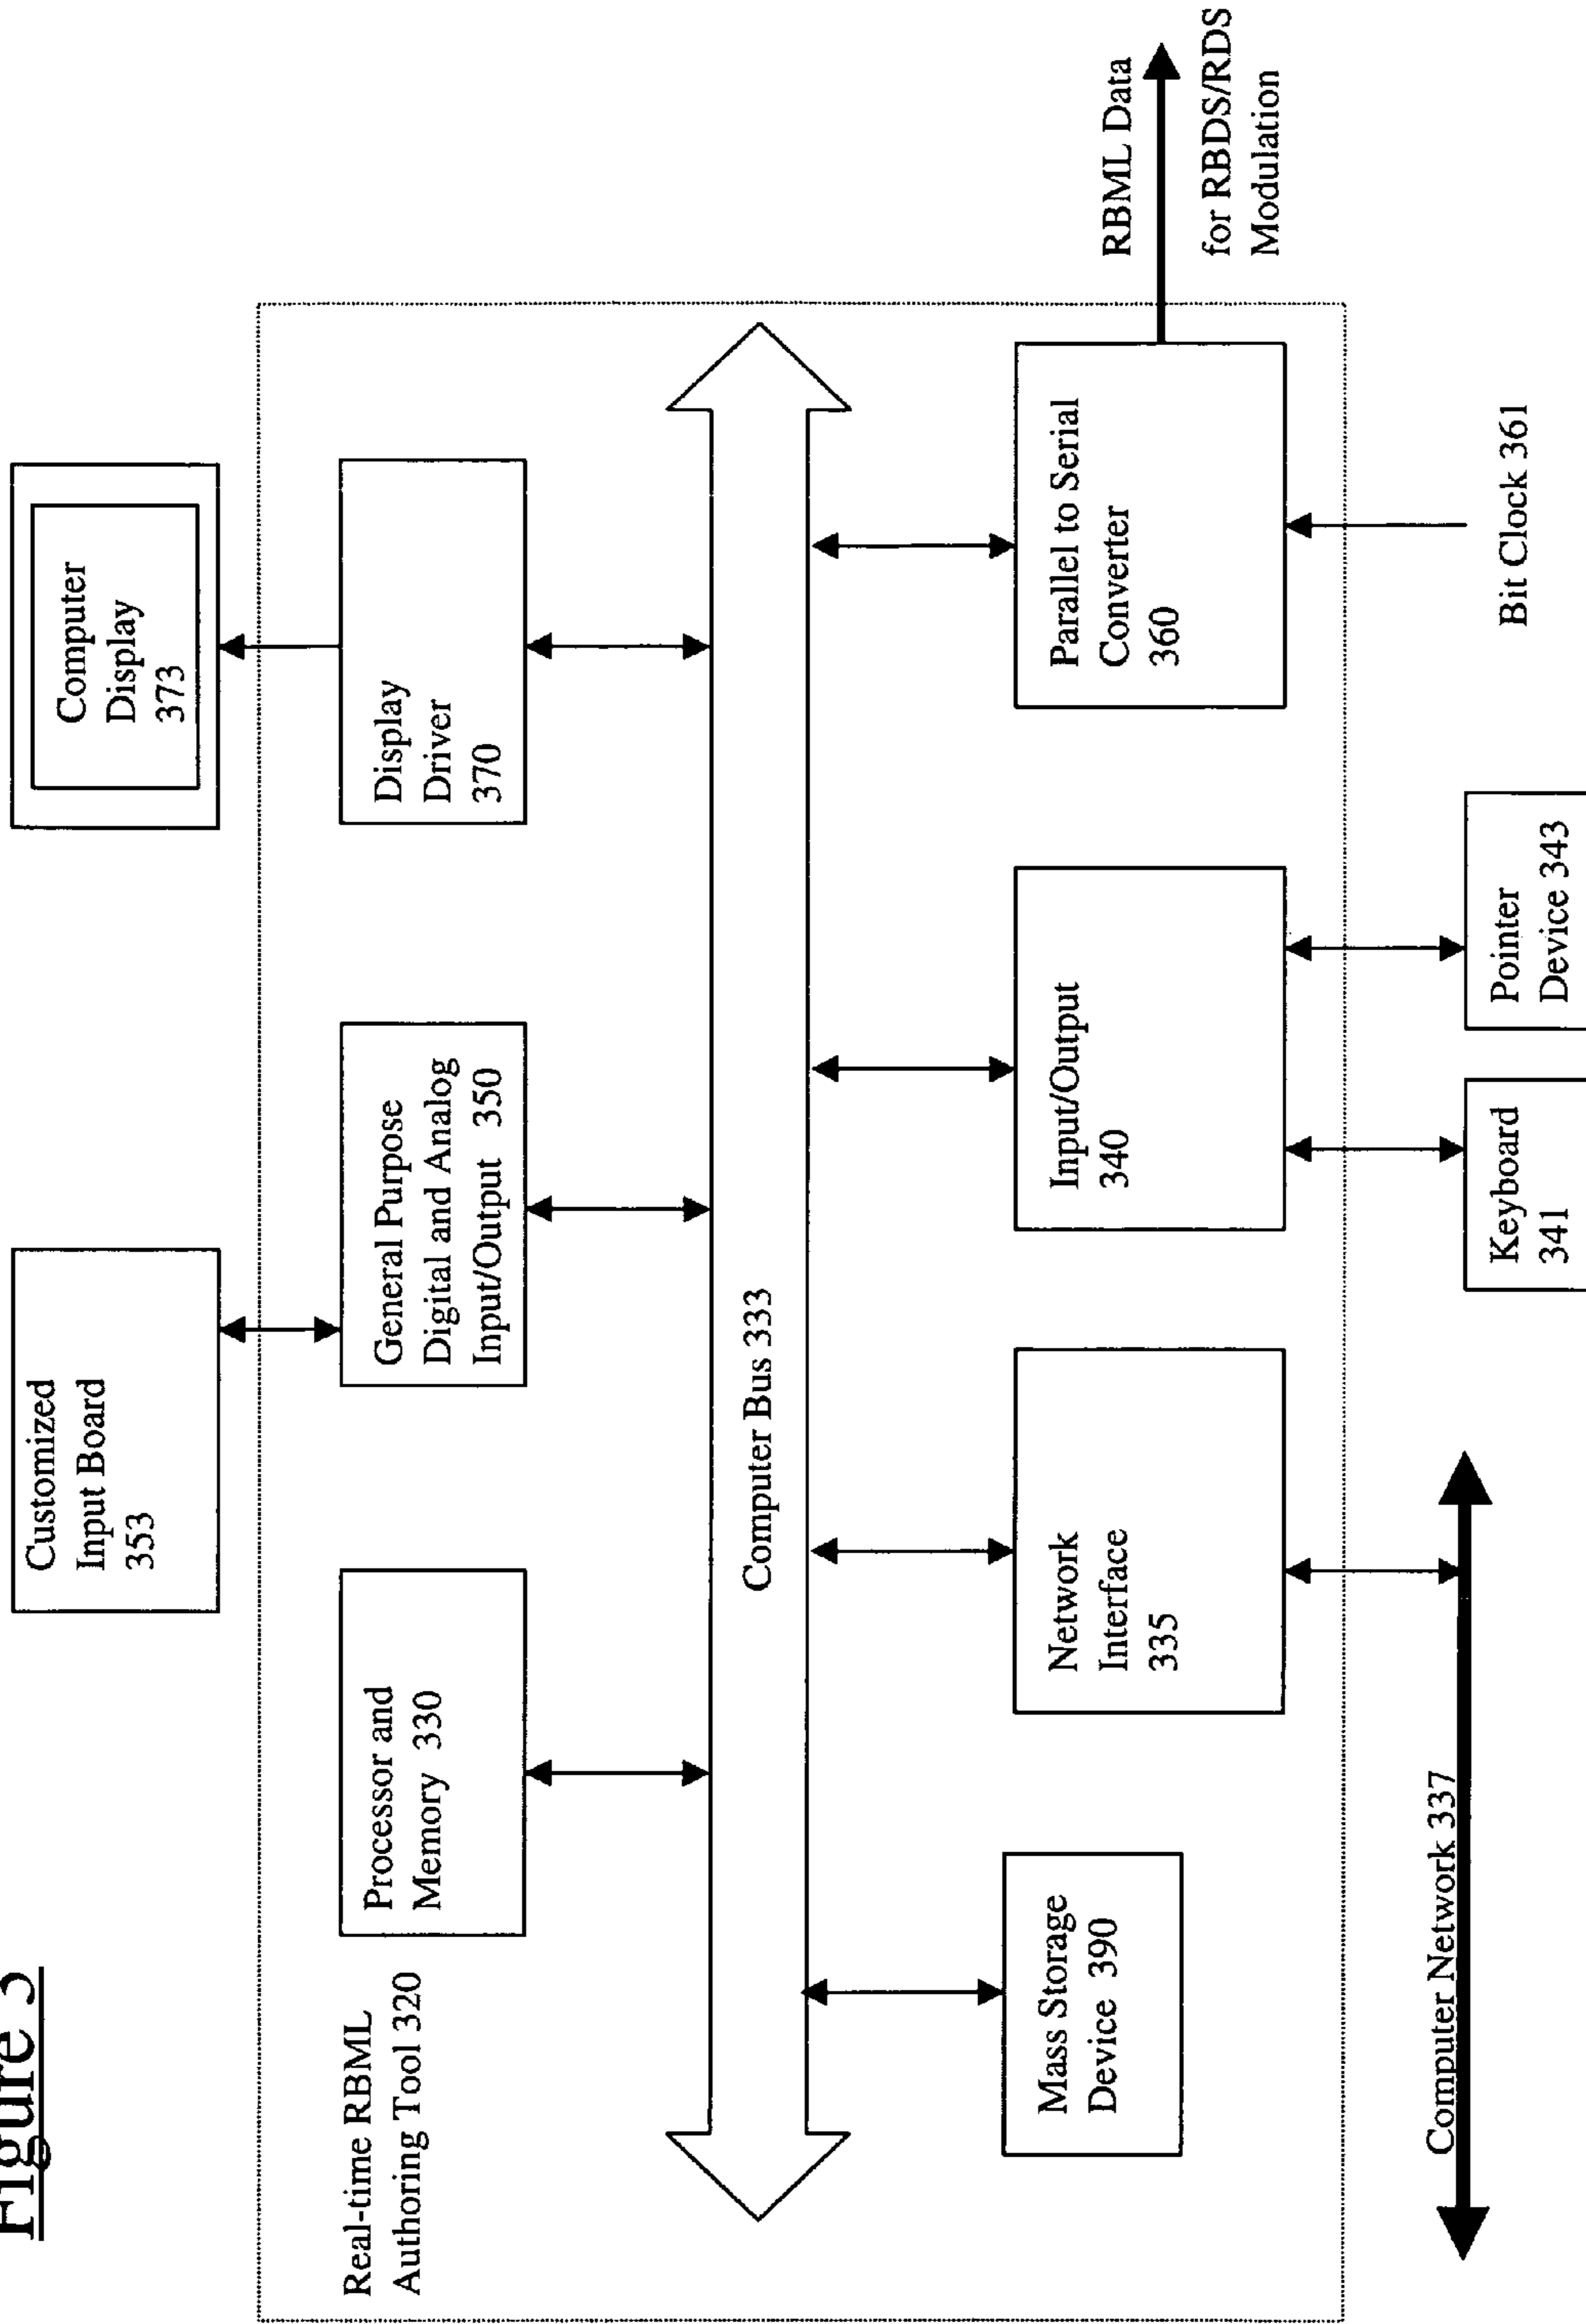 Figure 3
Customized
Input Board
353
Computer
Display
373
Real-time RBML
Authoring Tool 320
Processor and
Memory 330
General Purpose
Digital and Analog
Input/Output 350
Display
Driver
370
Computer Bus 333
Mass Storage
Device 390
Network
Interface
335
Input/Output
340
Parallel to Serial
Converter
360
RBML Data
for RBDS/RDS
Modulation
Computer Network 337
Keyboard
341
Pointer
Device 343
Bit Clock 361